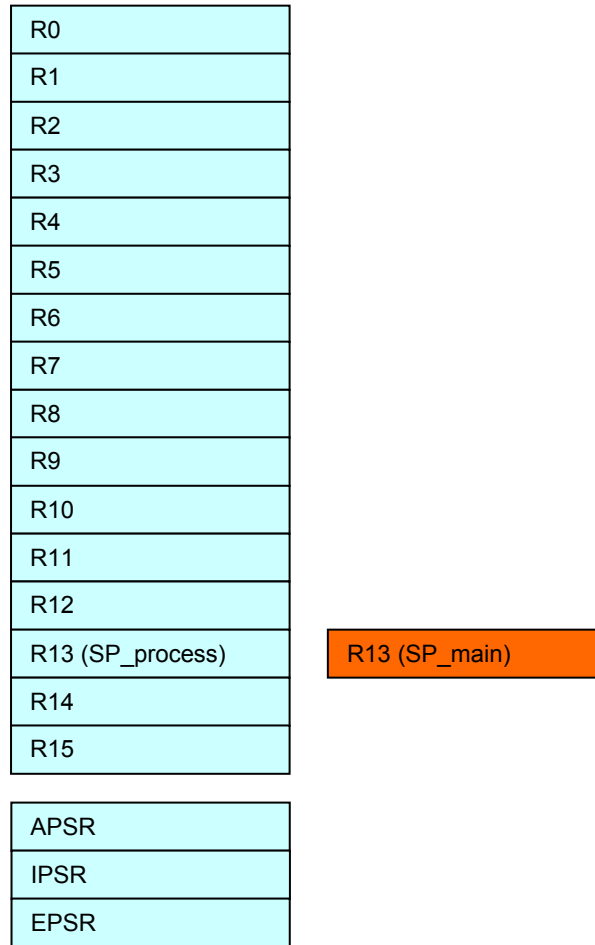 R0
R1
R2
R3
R4
R5
R6
R7
R8
R9
R10
R11
R12
R13 (SP_process) R13 (SP_main)
R14
R15
APSR
IPSR
EPSR